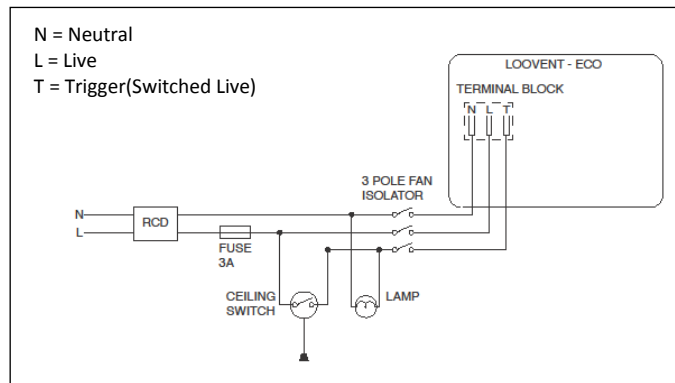 N = Neutral
L = Live
T = Trigger(Switched Live)
LOOVENT - ECO
TERMINAL BLOCK
N L T
3 POLE FAN
ISOLATOR
N
RCD
L
FUSE
3A
CEILING
SWITCH
LAMP